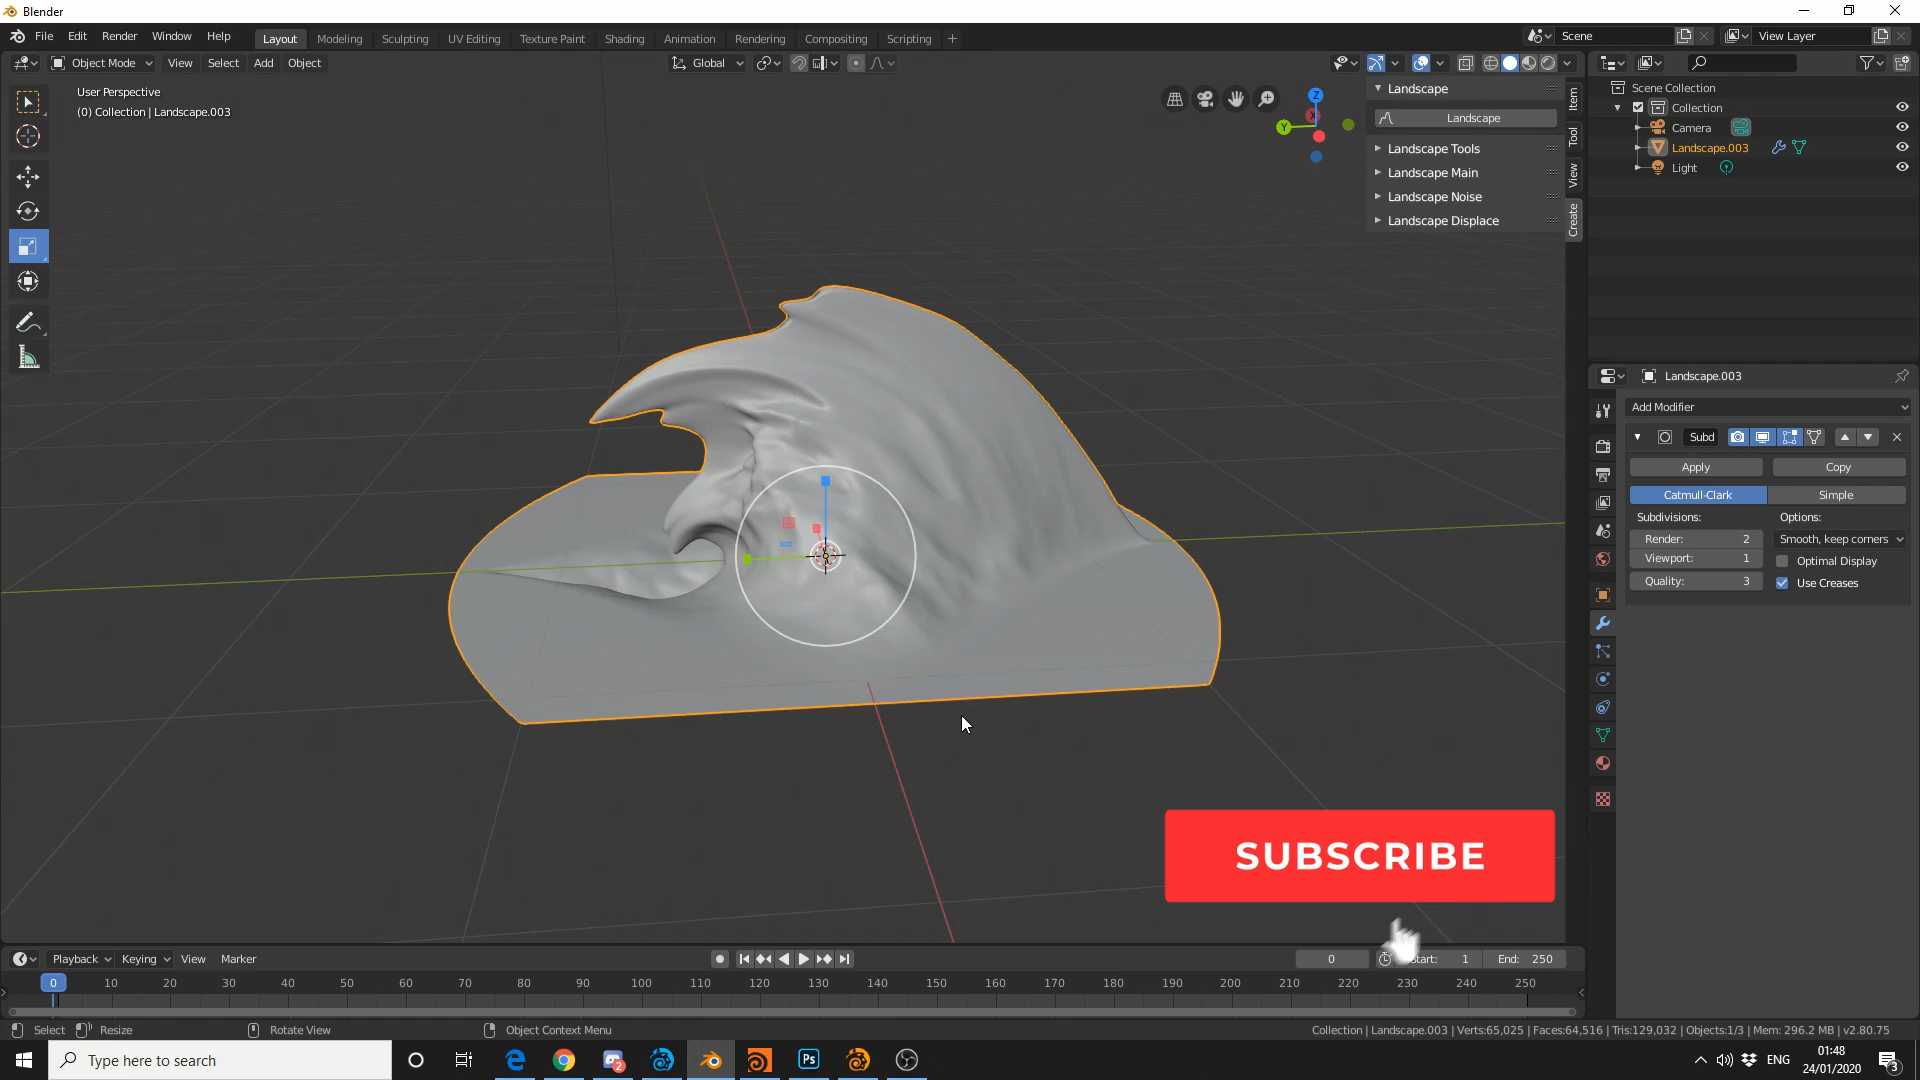 Blender
File Edit Render Window Help
Layout Modeling Sculpting UV Editing Texture Paint Shading Animation Rendering Compositing Scripting +
Scene View Layer
Object Mode View Select Add Object Global
User Perspective
(0) Collection | Landscape.003
Z
X
Y
Landscape
Landscape
Landscape Tools
Landscape Main
Landscape Noise
Landscape Displace
Item
Tool
View
Create
Scene Collection
Collection
Camera
Landscape.003
Light
Landscape.003
Add Modifier
Subd
Apply Copy
Catmull-Clark Simple
Subdivisions: Options:
Render: 2 Smooth, keep corners
Viewport: 1 Optimal Display
Quality: 3 Use Creases
SUBSCRIBE
Playback Keying View Marker
0 Start: 1 End: 250
0 10 20 30 40 50 60 70 80 90 100 110 120 130 140 150 160 170 180 190 200 210 220 230 240 250
Select Resize Rotate View Object Context Menu
Collection | Landscape.003 | Verts:65,025 | Faces:64,516 | Tris:129,032 | Objects:1/3 | Mem: 296.2 MB | v2.80.75
Type here to search
2
Ps
ENG
01:48
24/01/2020
3